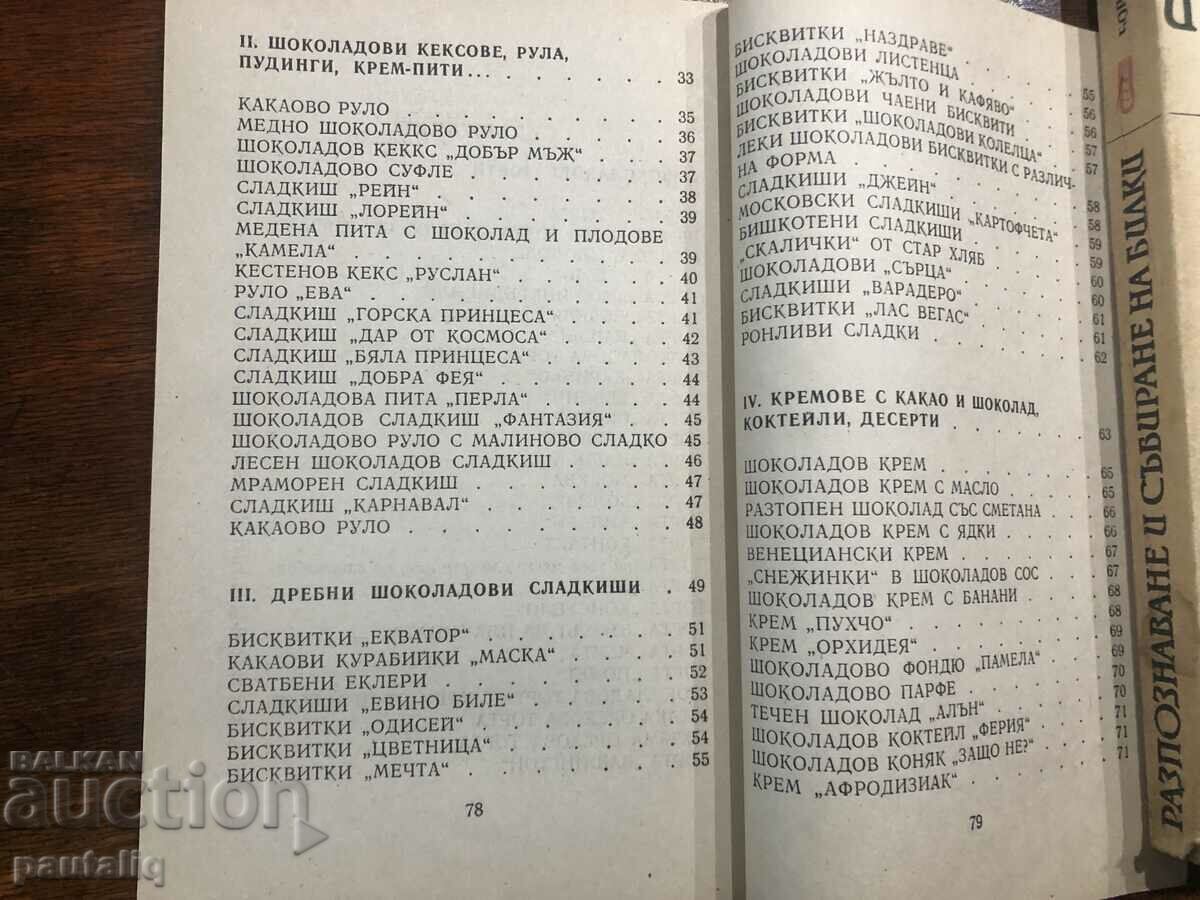 II. ШОКОЛАДОВИ КЕКСОВЕ, РУЛА,
ПУДИНГИ, КРЕМ-ПИТИ ... . . . . . . . 33
КАКАОВО РУЛО . . . . . . . . . 35
МЕДНО ШОКОЛАДОВО РУЛО . . . . 36
ШОКОЛАДОВ КЕККС „ДОБЪР МЪЖ“ . . 37
ШОКОЛАДОВО СУФЛЕ . . . . . . . 37
СЛАДКИШ „РЕЙН“ . . . . . . . . 38
СЛАДКИШ „ЛОРЕЙН“ . . . . . . . 39
МЕДЕНА ПИТА С ШОКОЛАД И ПЛОДОВЕ
„КАМЕЛА“ . . . . . . . . . . . 39
КЕСТЕНОВ КЕКС „РУСЛАН“ . . . . . 40
РУЛО „ЕВА“ . . . . . . . . . . 41
СЛАДКИШ „ГОРСКА ПРИНЦЕСА“ . . . 41
СЛАДКИШ „ДАР ОТ КОСМОСА“ . . . . 42
СЛАДКИШ „БЯЛА ПРИНЦЕСА“ . . . . 43
СЛАДКИШ „ДОБРА ФЕЯ“ . . . . . . 44
ШОКОЛАДОВА ПИТА „ПЕРЛА“ . . . . 44
ШОКОЛАДОВ СЛАДКИШ „ФАНТАЗИЯ“ . 45
ШОКОЛАДОВО РУЛО С МАЛИНОВО СЛАДКО 45
ЛЕСЕН ШОКОЛАДОВ СЛАДКИШ . . . 46
МРАМОРЕН СЛАДКИШ . . . . . . . 47
СЛАДКИШ „КАРНАВАЛ“ . . . . . . 47
КАКАОВО РУЛО . . . . . . . . . 48
III. ДРЕБНИ ШОКОЛАДОВИ СЛАДКИШИ . 49
БИСКВИТКИ „ЕКВАТОР“ . . . . . . 51
КАКАОВИ КУРАБИЙКИ „МАСКА“ . . . 51
СВАТБЕНИ ЕКЛЕРИ . . . . . . . . 52
СЛАДКИШИ „ЕВИНО БИЛЕ“ . . . . . 53
БИСКВИТКИ „ОДИСЕЙ“ . . . . . . . 54
БИСКВИТКИ „ЦВЕТНИЦА“ . . . . . . 54
БИСКВИТКИ „МЕЧТА“ . . . . . . . 55
78
БИСКВИТКИ „НАЗДРАВЕ“ . . . . .
ШОКОЛАДОВИ ЛИСТЕНЦА . . . . 55
БИСКВИТКИ „ЖЪЛТО И КАФЯВО“ . . 56
ШОКОЛАДОВИ ЧАЕНИ БИСКВИТИ . . 56
БИСКВИТКИ „ШОКОЛАДОВИ КОЛЕЛЦА“ . 57
ЛЕКИ ШОКОЛАДОВИ БИСКВИТКИ С РАЗЛИЧ- 57
НА ФОРМА . . . . . . . . .
СЛАДКИШИ „ДЖЕЙН“ . . . . . 58
МОСКОВСКИ СЛАДКИШИ „КАРТОФЧЕТА“ 58
БИШКОТЕНИ СЛАДКИШИ . . . . . 59
„СКАЛИЧКИ“ ОТ СТАР ХЛЯБ . . . . 59
ШОКОЛАДОВИ „СЪРЦА“ . . . . . 60
СЛАДКИШИ „ВАРАДЕРО“ . . . . . 60
БИСКВИТКИ „ЛАС ВЕГАС“ . . . . 61
РОНЛИВИ СЛАДКИ . . . . . . . 61
62
IV. КРЕМОВЕ С КАКАО И ШОКОЛАД,
КОКТЕЙЛИ, ДЕСЕРТИ . . . . . . 63
ШОКОЛАДОВ КРЕМ . . . . . . . 65
ШОКОЛАДОВ КРЕМ С МАСЛО . . . . 65
РАЗТОПЕН ШОКОЛАД СЪС СМЕТАНА . . 66
ШОКОЛАДОВ КРЕМ С ЯДКИ . . . . 66
ВЕНЕЦИАНСКИ КРЕМ . . . . . . 67
„СНЕЖИНКИ“ В ШОКОЛАДОВ СОС . .
ШОКОЛАДОВ КРЕМ С БАНАНИ . . . 68
КРЕМ „ПУХЧО“ . . . . . . . . 68
КРЕМ „ОРХИДЕЯ“ . . . . . . . 69
ШОКОЛАДОВО ФОНДЮ „ПАМЕЛА“ . . 69
ШОКОЛАДОВО ПАРФЕ . . . . . . 70
ТЕЧЕН ШОКОЛАД „АЛЪН“ . . . . 70
ШОКОЛАДОВ КОКТЕЙЛ „ФЕРИЯ“ . . . 71
ШОКОЛАДОВ КОНЯК „ЗАЩО НЕ?“ . . 71
КРЕМ „АФРОДИЗИАК“ . . . . . .
79
РАЗПОЗНАВАНЕ И СЪБИРАНЕ НА БИЛКИ
BALKAN
auction
pautaliq